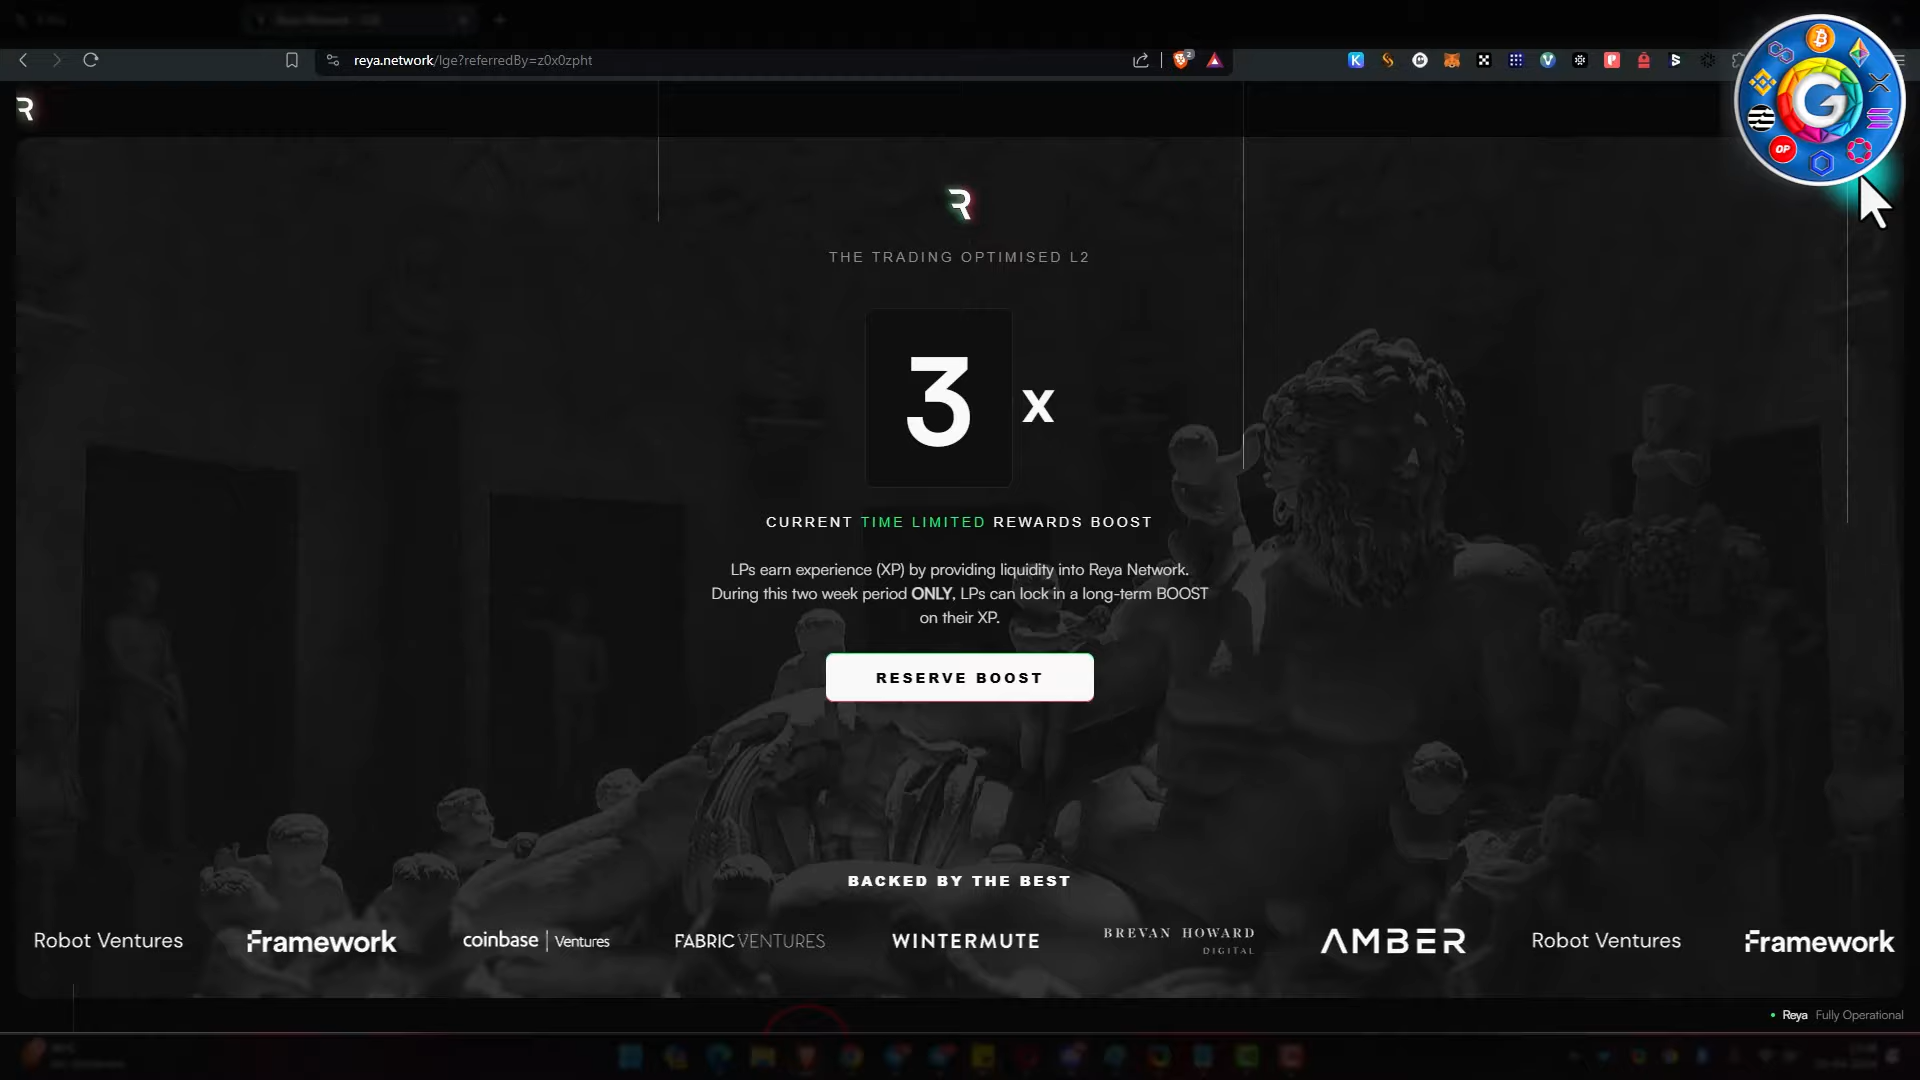 reya.network/lge?referredBy=z0x0zpht
THE TRADING OPTIMISED L2
3 x
CURRENT TIME LIMITED REWARDS BOOST
LPs earn experience (XP) by providing liquidity into Reya Network.
During this two week period ONLY, LPs can lock in a long-term BOOST
on their XP.
RESERVE BOOST
BACKED BY THE BEST
Robot Ventures
Framework
coinbase | Ventures
FABRIC VENTURES
WINTERMUTE
BREVAN HOWARD
DIGITAL
AMBER
Robot Ventures
Framework
Reya Fully Operational
G
OP